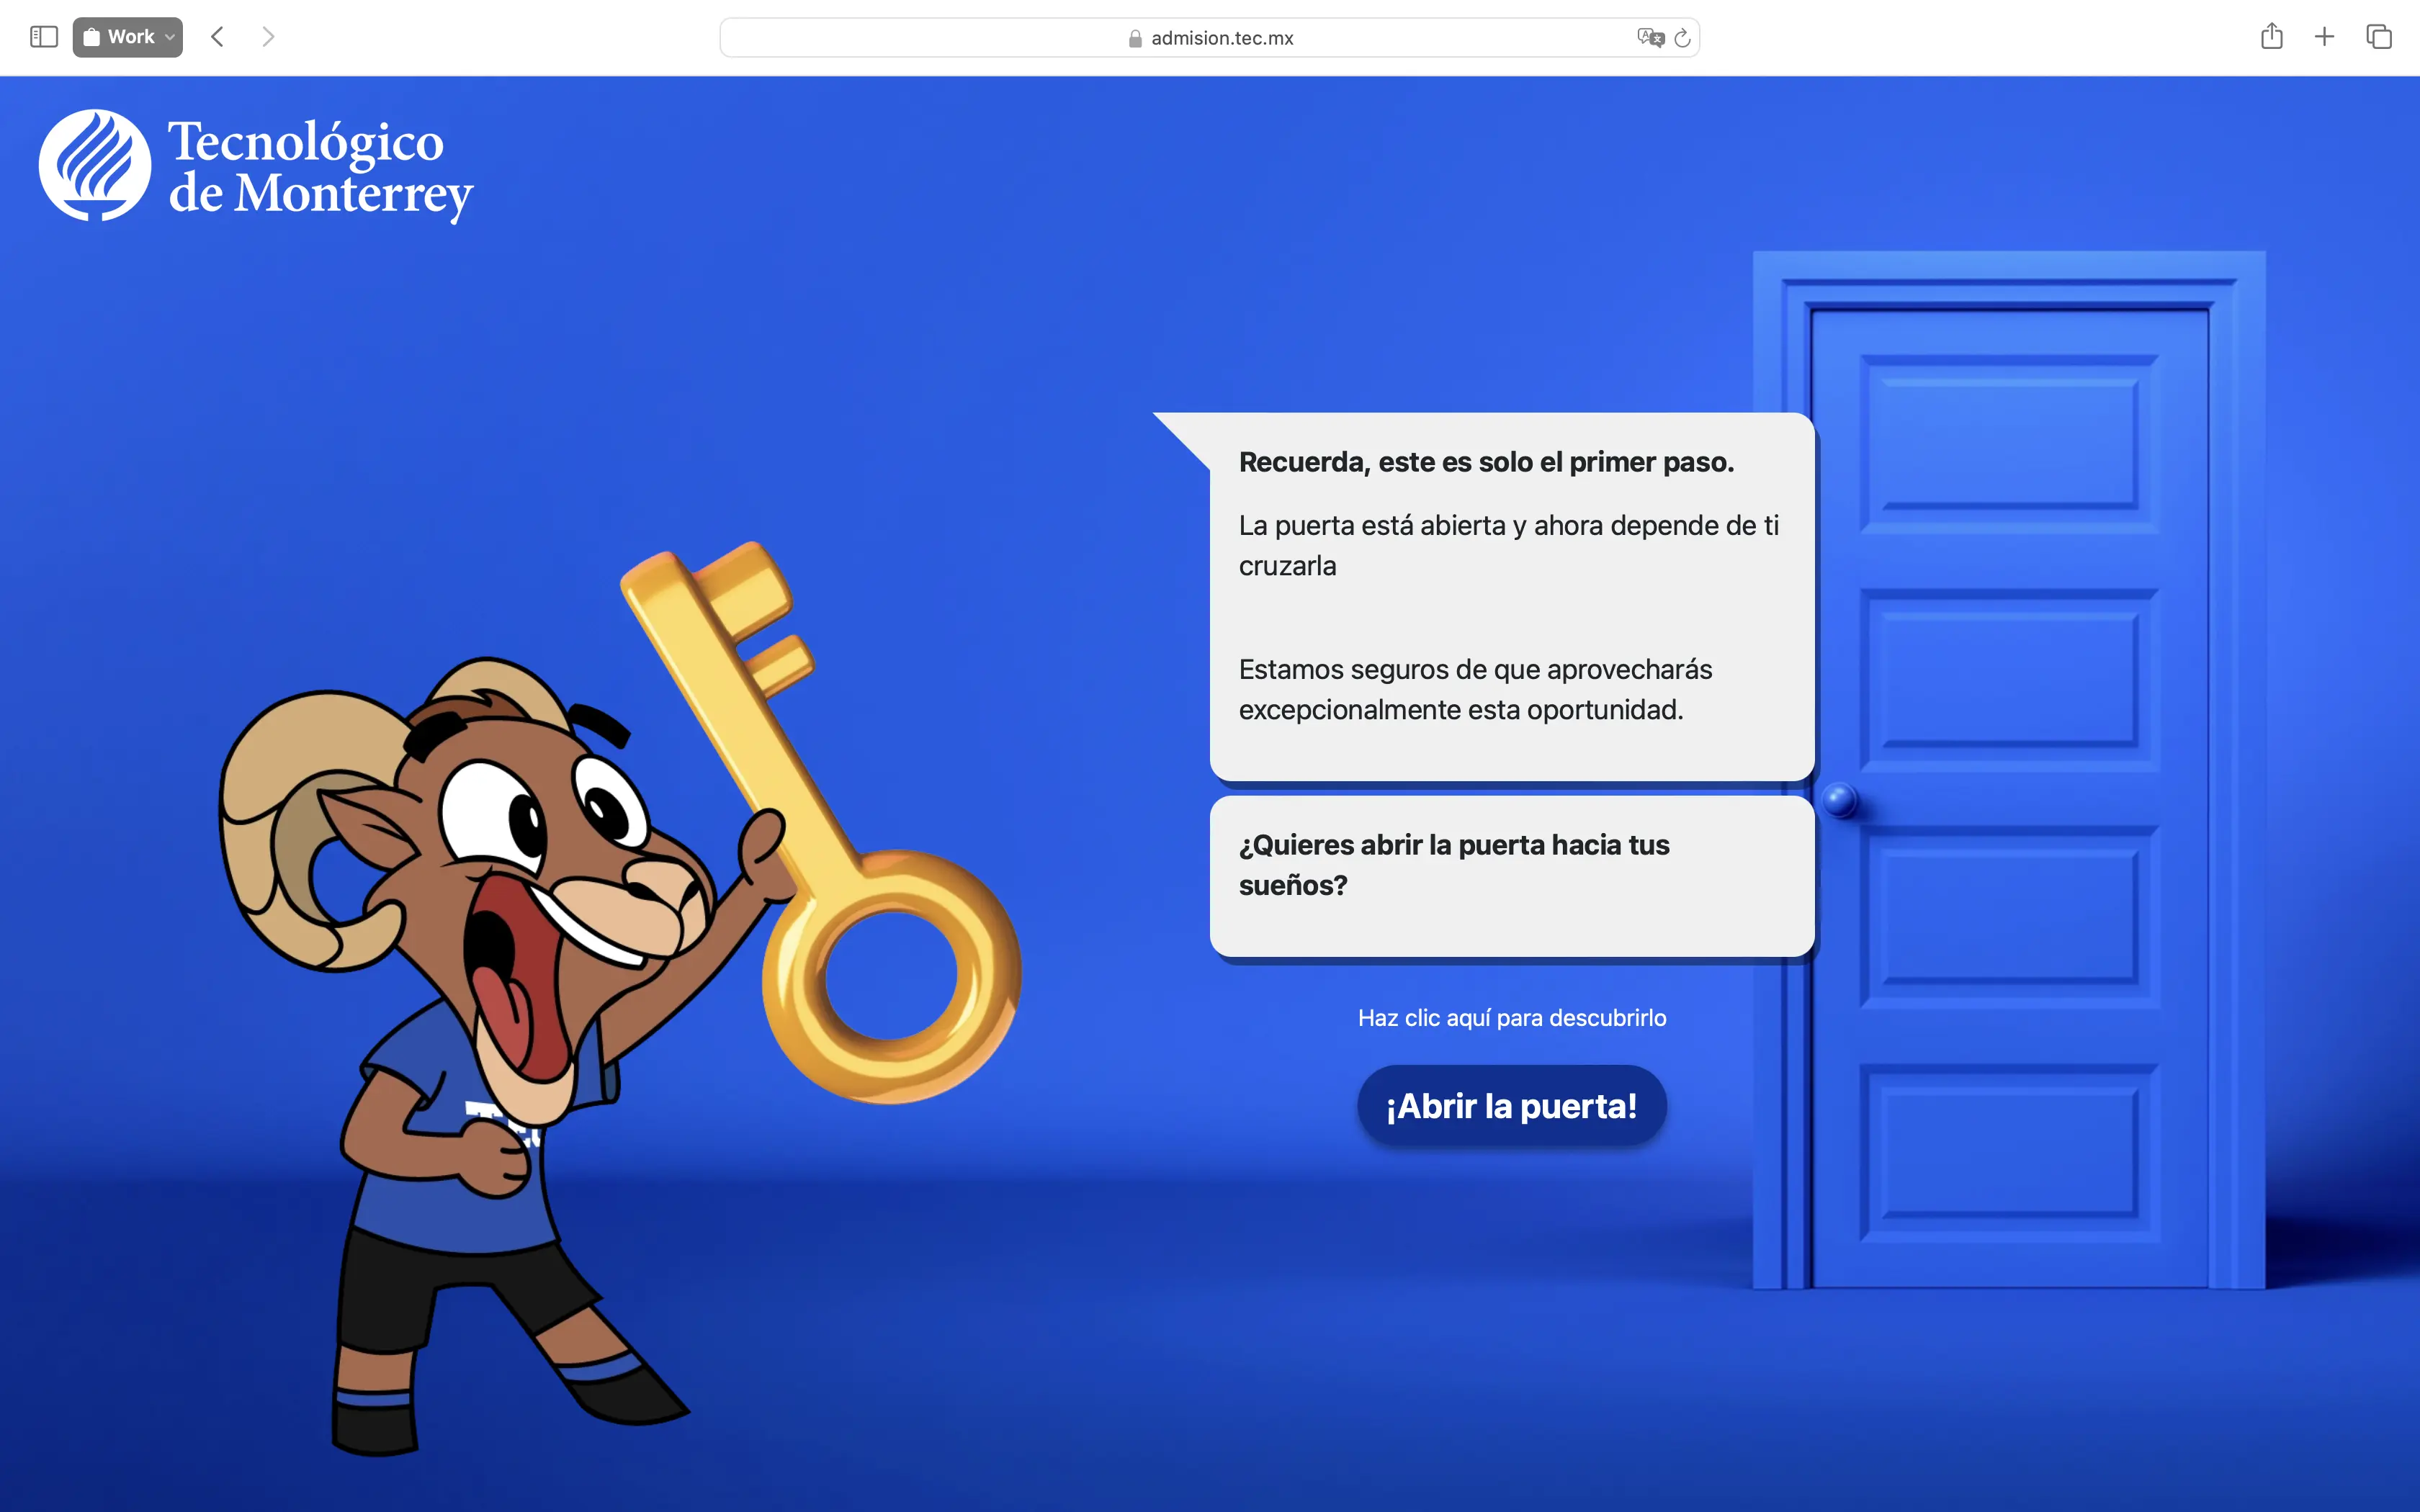 Work
admision.tec.mx
Tecnológico
de Monterrey
Recuerda, este es solo el primer paso.
La puerta está abierta y ahora depende de ti
cruzarla
Estamos seguros de que aprovecharás
excepcionalmente esta oportunidad.
¿Quieres abrir la puerta hacia tus
sueños?
Haz clic aquí para descubrirlo
¡Abrir la puerta!